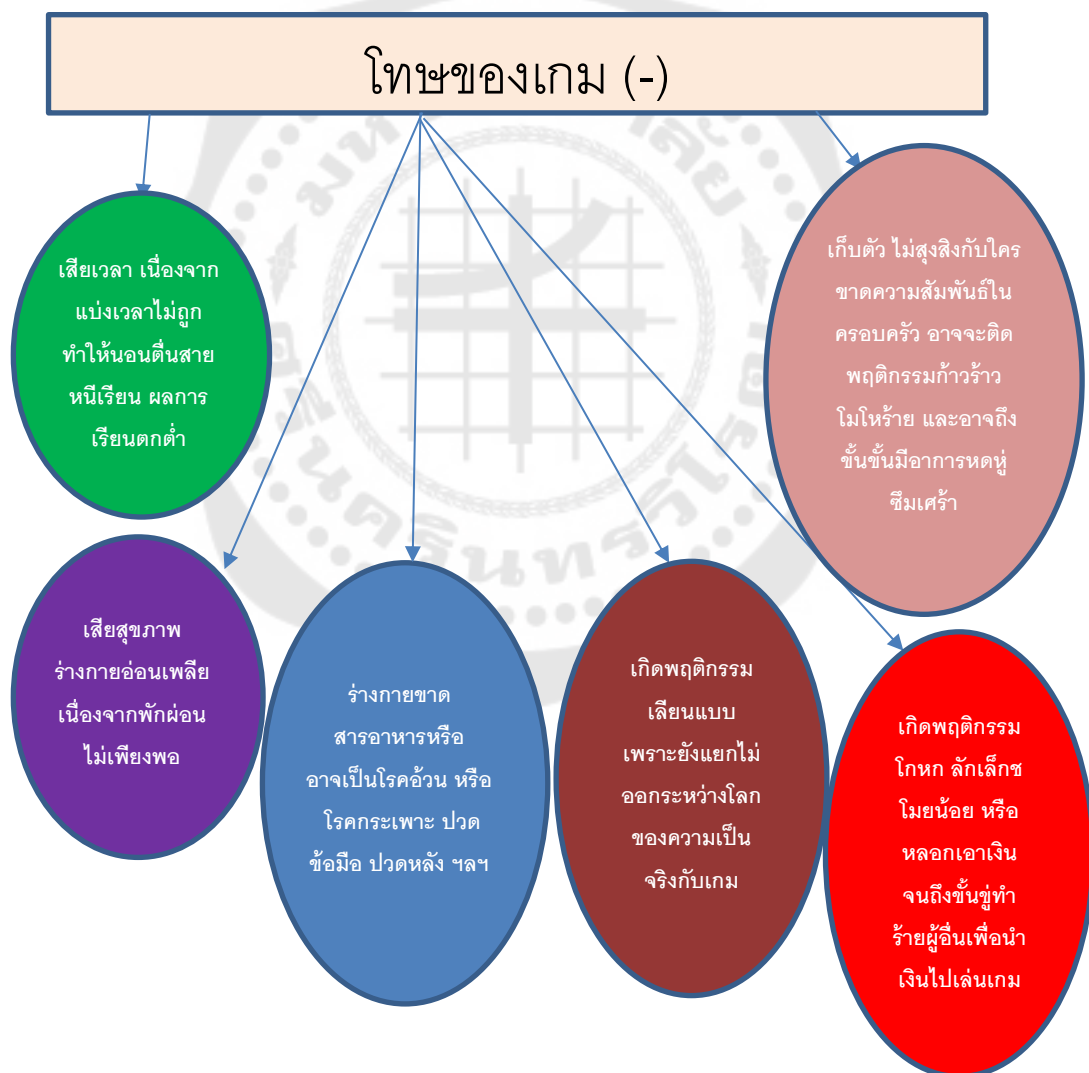 โทษของเกม (-)
เสียเวลา เนื่องจาก
แบ่งเวลาไม่ถูก
ทำให้นอนตื่นสาย
หนีเรียน ผลการ
เรียนตกต่ำ
เก็บตัว ไม่สุงสิงกับใคร
ขาดความสัมพันธ์ใน
ครอบครัว อาจจะติด
พฤติกรรมก้าวร้าว
โมโหร้าย และอาจถึง
ขั้นขั้นมีอาการหดหู่
ซึมเศร้า
เสียสุขภาพ
ร่างกายอ่อนเพลีย
เนื่องจากพักผ่อน
ไม่เพียงพอ
ร่างกายขาด
สารอาหารหรือ
อาจเป็นโรคอ้วน หรือ
โรคกระเพาะ ปวด
ข้อมือ ปวดหลัง ฯลฯ
เกิดพฤติกรรม
เลียนแบบ
เพราะยังแยกไม่
ออกระหว่างโลก
ของความเป็น
จริงกับเกม
เกิดพฤติกรรม
โกหก ลักเล็กช
โมยน้อย หรือ
หลอกเอาเงิน
จนถึงขั้นขู่ทำ
ร้ายผู้อื่นเพื่อนำ
เงินไปเล่นเกม